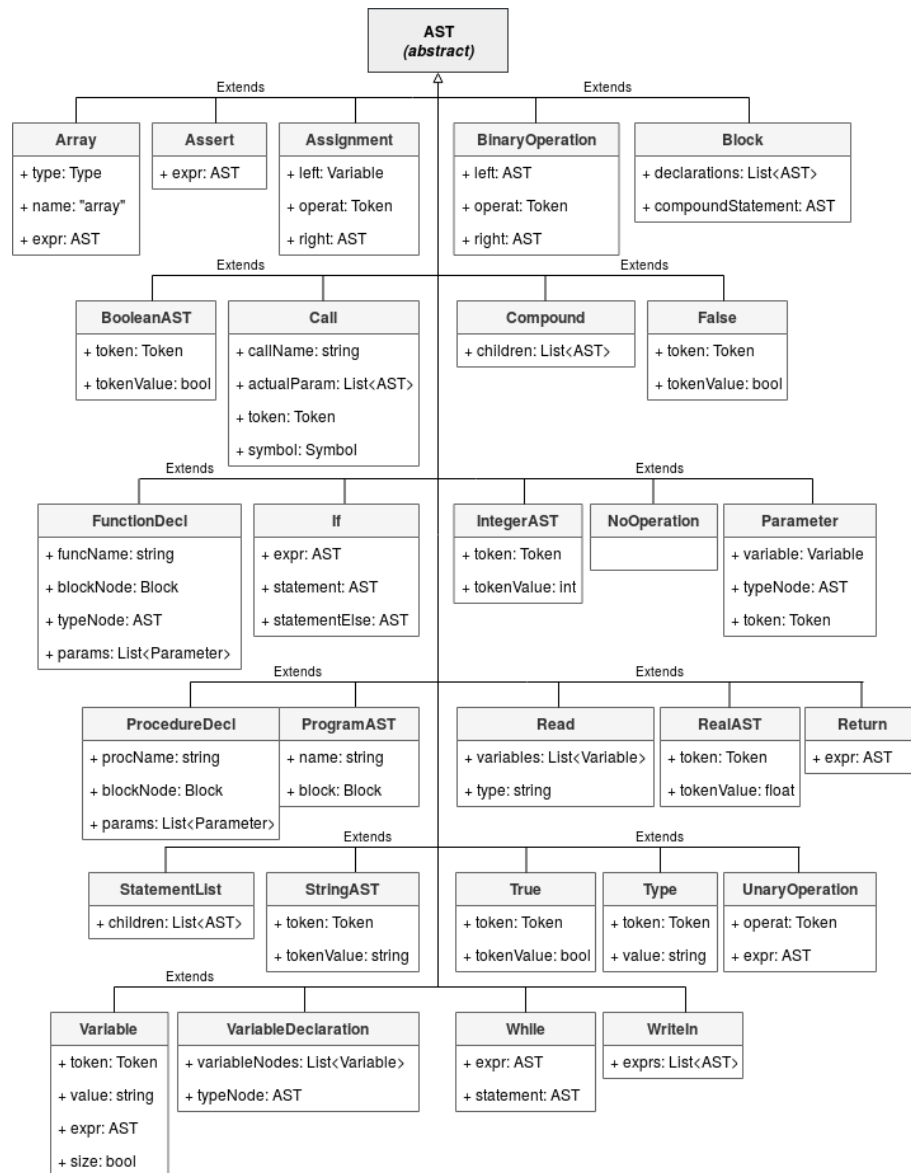 AST
(abstract)
Extends
Extends
Array
+ type: Type
+ name: "array"
+ expr: AST
Assert
+ expr: AST
Assignment
+ left: Variable
+ operat: Token
+ right: AST
BinaryOperation
+ left: AST
+ operat: Token
+ right: AST
Block
+ declarations: List<AST>
+ compoundStatement: AST
Extends
Extends
BooleanAST
+ token: Token
+ tokenValue: bool
Call
+ callName: string
+ actualParam: List<AST>
+ token: Token
+ symbol: Symbol
Compound
+ children: List<AST>
False
+ token: Token
+ tokenValue: bool
Extends
Extends
FunctionDecl
+ funcName: string
+ blockNode: Block
+ typeNode: AST
+ params: List<Parameter>
If
+ expr: AST
+ statement: AST
+ statementElse: AST
IntegerAST
+ token: Token
+ tokenValue: int
NoOperation
Parameter
+ variable: Variable
+ typeNode: AST
+ token: Token
Extends
Extends
ProcedureDecl
+ procName: string
+ blockNode: Block
+ params: List<Parameter>
ProgramAST
+ name: string
+ block: Block
Read
+ variables: List<Variable>
+ type: string
RealAST
+ token: Token
+ tokenValue: float
Return
+ expr: AST
Extends
Extends
StatementList
+ children: List<AST>
StringAST
+ token: Token
+ tokenValue: string
True
+ token: Token
+ tokenValue: bool
Type
+ token: Token
+ value: string
UnaryOperation
+ operat: Token
+ expr: AST
Extends
Extends
Variable
+ token: Token
+ value: string
+ expr: AST
+ size: bool
VariableDeclaration
+ variableNodes: List<Variable>
+ typeNode: AST
While
+ expr: AST
+ statement: AST
Writeln
+ exprs: List<AST>